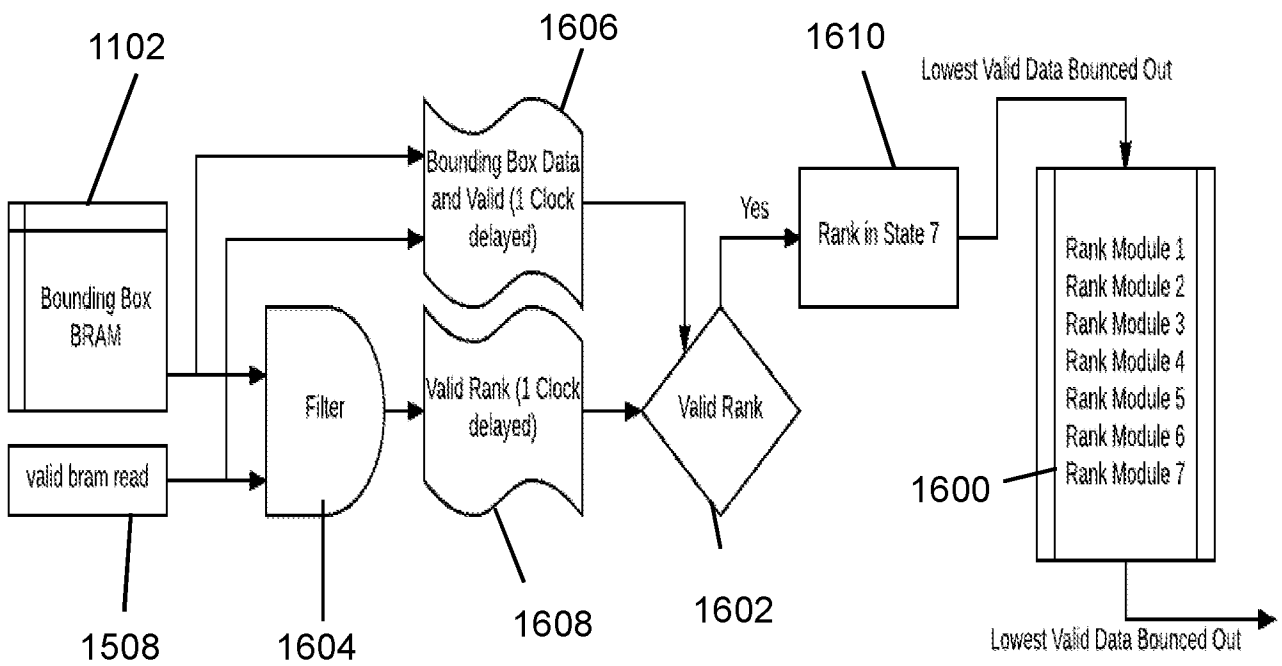 1102
1606
1610
Lowest Valid Data Bounced Out
Bounding Box Data
and Valid (1 Clock
delayed)
Bounding Box
BRAM
Yes
Rank in State 7
Rank Module 1
Rank Module 2
Rank Module 3
Rank Module 4
Rank Module 5
Rank Module 6
Rank Module 7
Filter
Valid Rank (1 Clock
delayed)
Valid Rank
valid bram read
1600
1508
1604
1608
1602
Lowest Valid Data Bounced Out